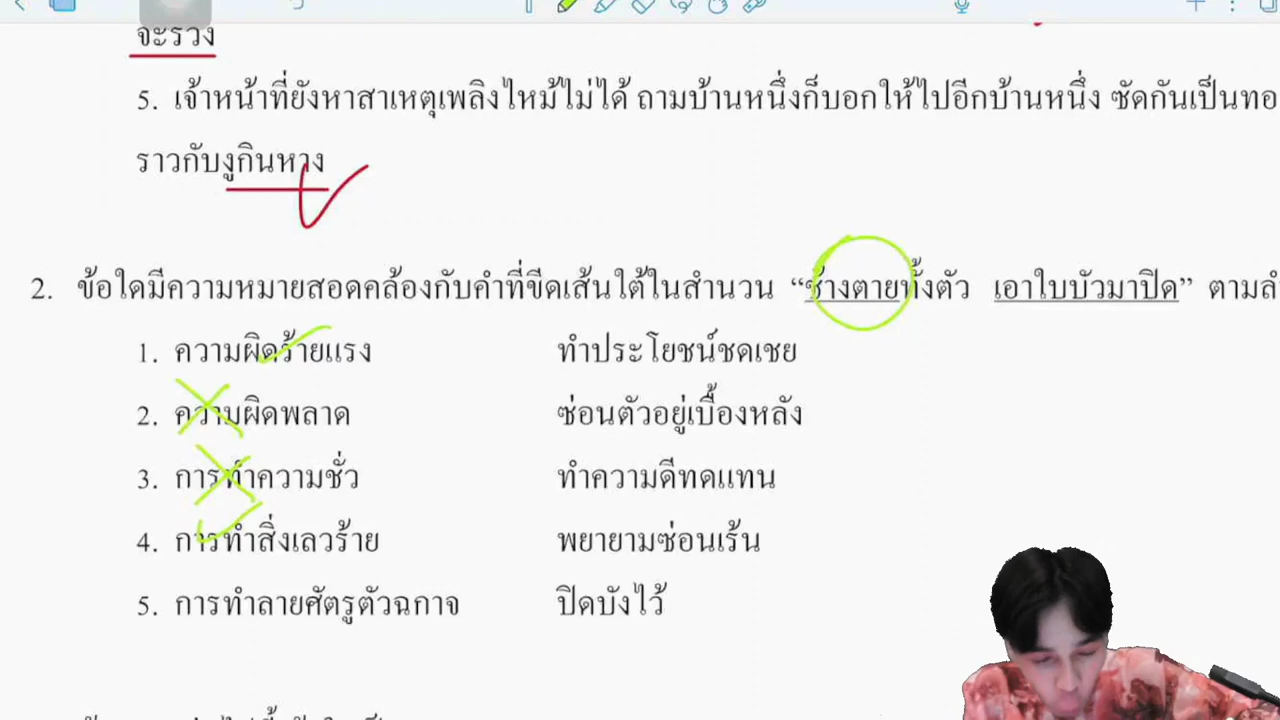 จะรวง
5. เจ้าหน้าที่ยังหาสาเหตุเพลิงไหม้ไม่ได้ ถามบ้านหนึ่งก็บอกให้ไปอีกบ้านหนึ่ง ซัดกันเป็นทอ
ราวกับงูกินหาง
2. ข้อใดมีความหมายสอดคล้องกับคำที่ขีดเส้นใต้ในสำนวน “ช้างตายทั้งตัว เอาใบบัวมาปิด” ตามลำ
1. ความผิดร้ายแรง ทำประโยชน์ชดเชย
2. ความผิดพลาด ซ่อนตัวอยู่เบื้องหลัง
3. การทำความชั่ว ทำความดีทดแทน
4. การทำสิ่งเลวร้าย พยายามซ่อนเร้น
5. การทำลายศัตรูตัวฉกาจ ปิดบังไว้